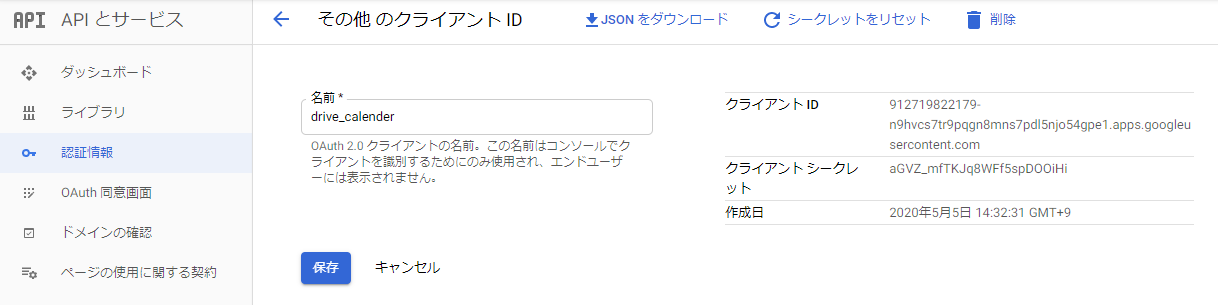 API API とサービス
その他 のクライアント ID
JSON をダウンロード
シークレットをリセット
削除
ダッシュボード
ライブラリ
認証情報
OAuth 同意画面
ドメインの確認
ページの使用に関する契約
名前 *
drive_calender
OAuth 2.0 クライアントの名前。この名前はコンソールでク
ライアントを識別するためにのみ使用され、エンドユーザ
ーには表示されません。
保存
キャンセル
クライアント ID
912719822179-
n9hvcs7tr9pqgn8mns7pdl5njo54gpe1.apps.googleu
sercontent.com
クライアント シークレ
ット
aGVZ_mfTKJq8WFf5spDOOiHi
作成日
2020年5月5日 14:32:31 GMT+9